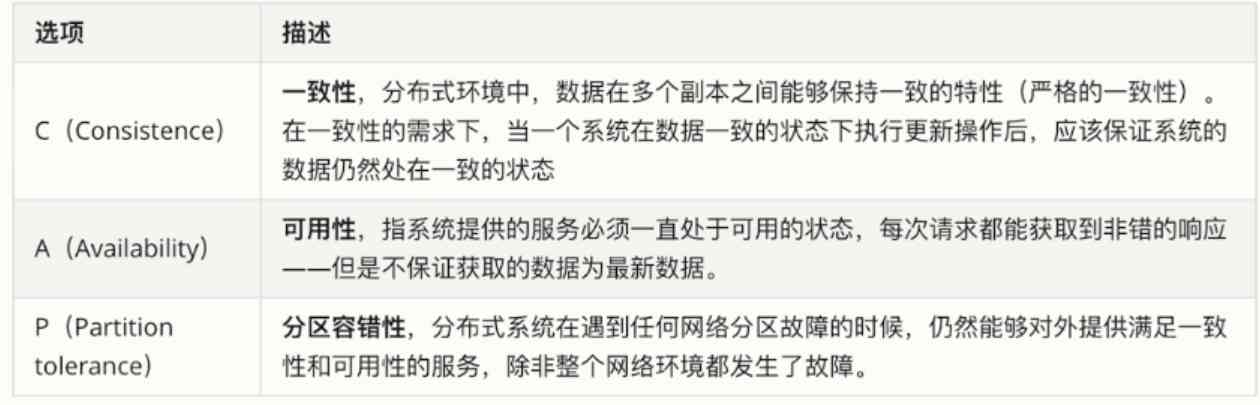 选项
描述
C（Consistence）
一致性，分布式环境中，数据在多个副本之间能够保持一致的特性（严格的一致性）。
在一致性的需求下，当一个系统在数据一致的状态下执行更新操作后，应该保证系统的
数据仍然处在一致的状态
A（Availability）
可用性，指系统提供的服务必须一直处于可用的状态，每次请求都能获取到非错的响应
——但是不保证获取的数据为最新数据。
P（Partition
tolerance）
分区容错性，分布式系统在遇到任何网络分区故障的时候，仍然能够对外提供满足一致
性和可用性的服务，除非整个网络环境都发生了故障。